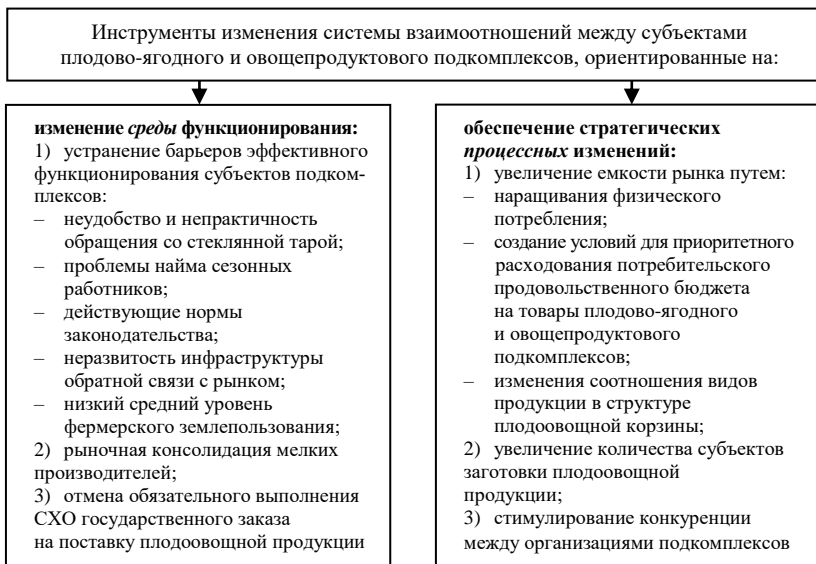 Инструменты изменения системы взаимоотношений между субъектами
плодово-ягодного и овощепродуктового подкомплексов, ориентированные на:
изменение среды функционирования:
1) устранение барьеров эффективного
функционирования субъектов подком-
плексов:
– неудобство и непрактичность
обращения со стеклянной тарой;
– проблемы найма сезонных
работников;
– действующие нормы
законодательства;
– неразвитость инфраструктуры
обратной связи с рынком;
– низкий средний уровень
фермерского землепользования;
2) рыночная консолидация мелких
производителей;
3) отмена обязательного выполнения
СХО государственного заказа
на поставку плодоовощной продукции
обеспечение стратегических
процессных изменений:
1) увеличение емкости рынка путем:
– наращивания физического
потребления;
– создание условий для приоритетного
расходования потребительского
продовольственного бюджета
на товары плодово-ягодного
и овощепродуктового
подкомплексов;
– изменения соотношения видов
продукции в структуре
плодоовощной корзины;
2) увеличение количества субъектов
заготовки плодоовощной
продукции;
3) стимулирование конкуренции
между организациями подкомплексов